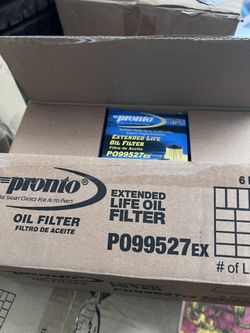 pronto
EXTENDED LIFE
OIL FILTER
Filtro de Aceite
PO99527EX
pronto
SMART CHOICE FOR AUTO PARTS
OIL FILTER
FILTRO DE ACEITE
EXTENDED
LIFE OIL
FILTER
PO99527EX
6
# of L